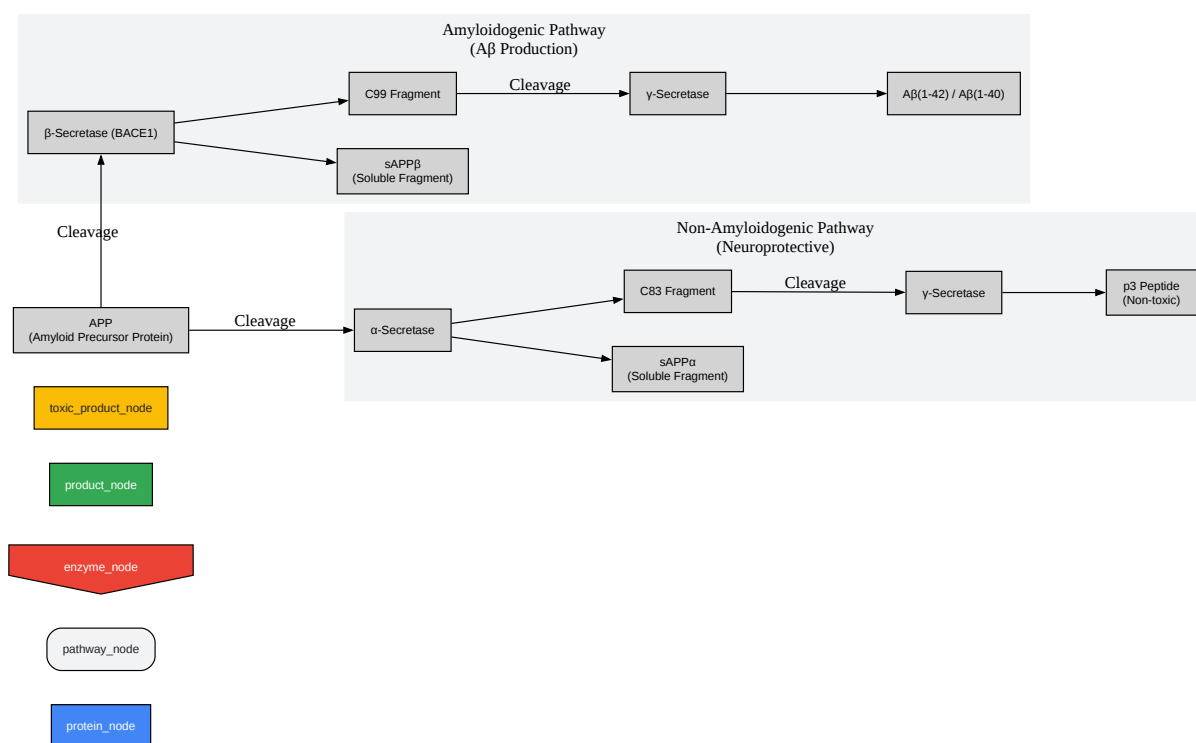 Amyloidogenic Pathway
(Aβ Production)
C99 Fragment
Cleavage
γ-Secretase
Aβ(1-42) / Aβ(1-40)
β-Secretase (BACE1)
sAPPβ
(Soluble Fragment)
Cleavage
Non-Amyloidogenic Pathway
(Neuroprotective)
C83 Fragment
Cleavage
γ-Secretase
p3 Peptide
(Non-toxic)
APP
(Amyloid Precursor Protein)
Cleavage
α-Secretase
sAPPα
(Soluble Fragment)
toxic_product_node
product_node
enzyme_node
pathway_node
protein_node